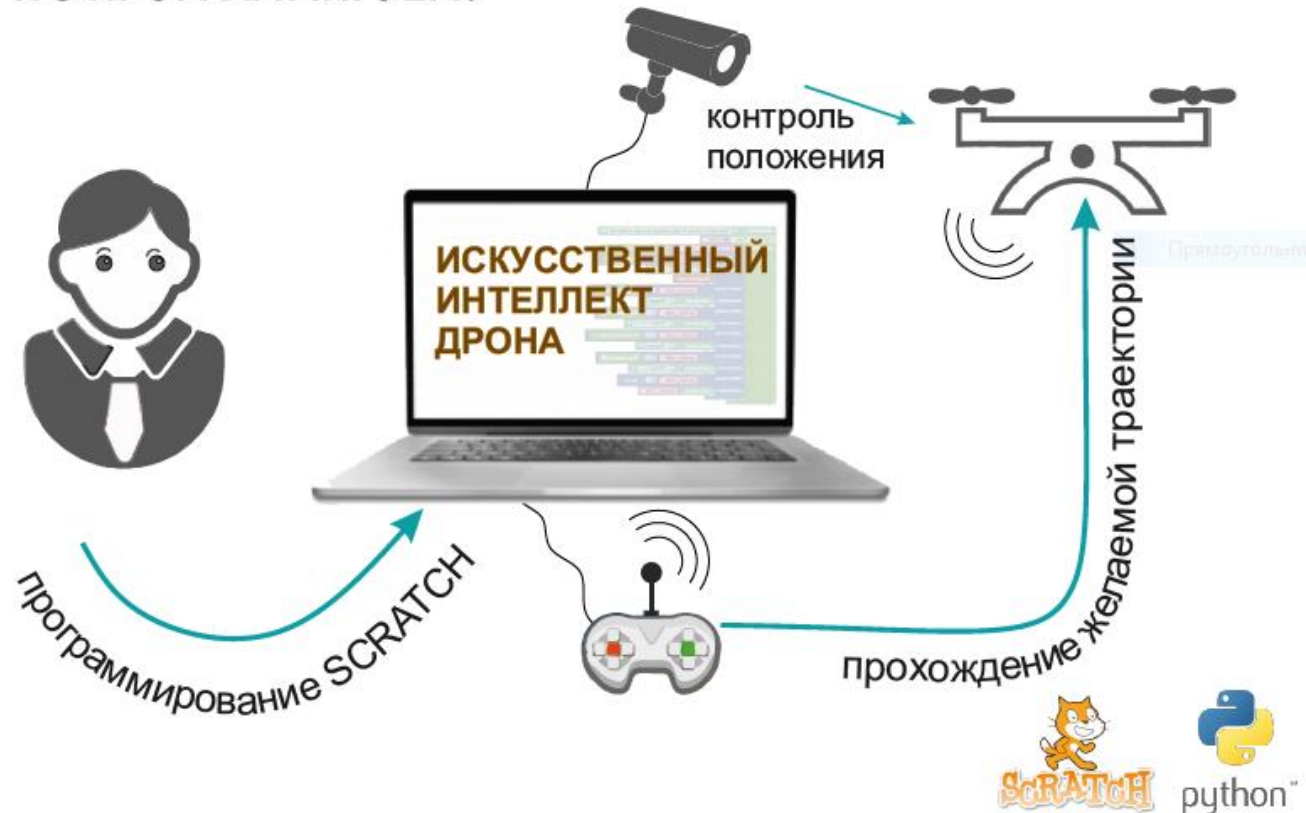 контроль
положения
ИСКУССТВЕННЫЙ
ИНТЕЛЛЕКТ
ДРОНА
программирование SCRATCH
прохождение желаемой траектории
SCRATCH
python